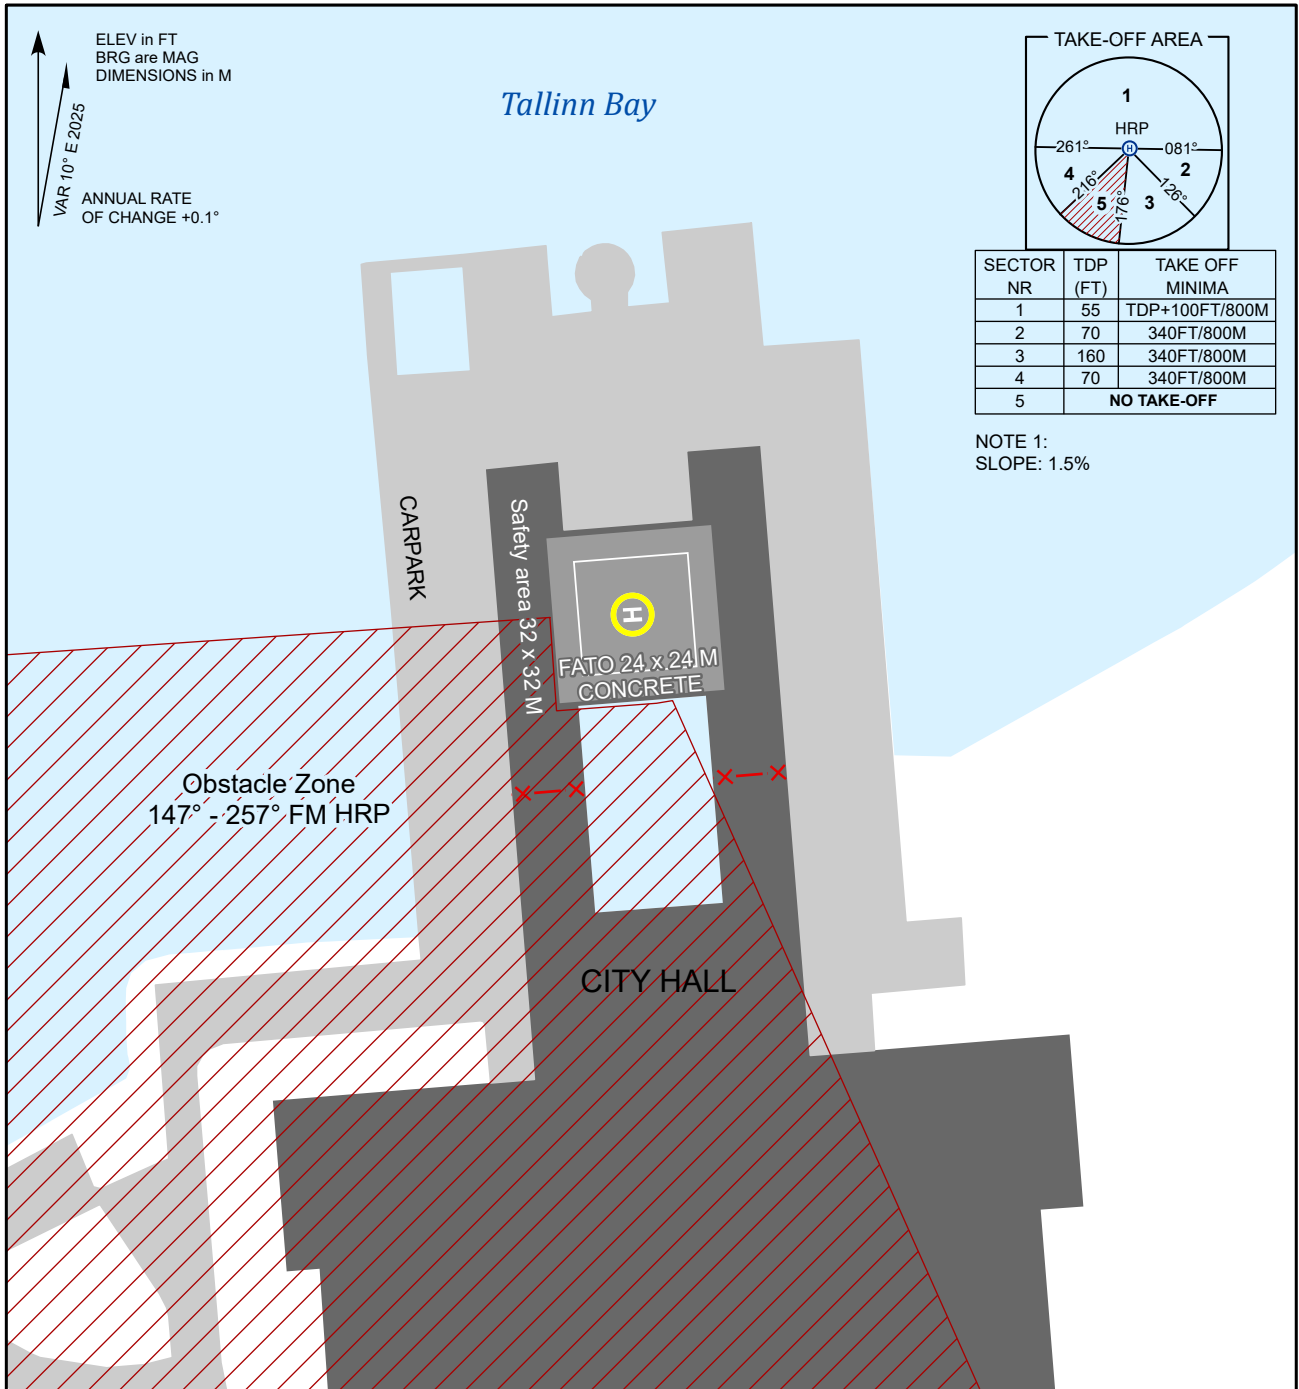 ELEV in FT
BRG are MAG
DIMENSIONS in M
VAR 10° E 2025
ANNUAL RATE
OF CHANGE +0.1°
Tallinn Bay
TAKE-OFF AREA
1
HRP
H
261°
081°
4
2
216°
5
176°
3
126°
SECTOR NR TDP (FT) TAKE OFF MINIMA
1 55 TDP+100FT/800M
2 70 340FT/800M
3 160 340FT/800M
4 70 340FT/800M
5 NO TAKE-OFF
NOTE 1:
SLOPE: 1.5%
CARPARK
Safety area 32 x 32 M
H
FATO 24 x 24 M
CONCRETE
Obstacle Zone
147° - 257° FM HRP
CITY HALL